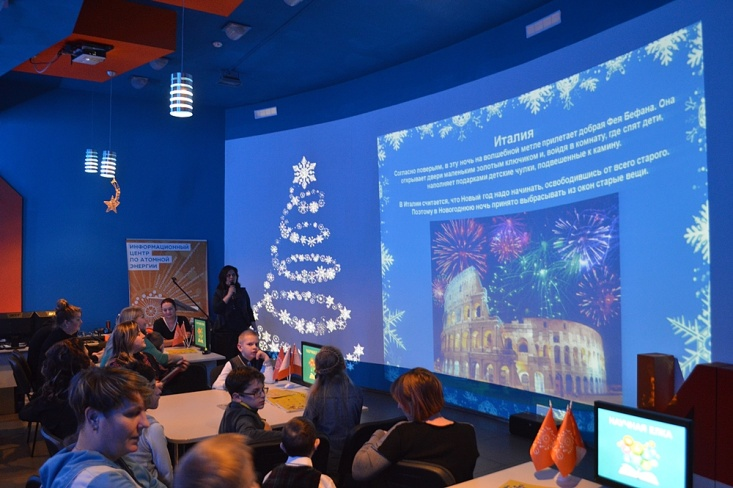 Италия
Согласно поверьям, в эту ночь на волшебной метле прилетает добрая Фея Бефана. Она
открывает двери маленьким золотым ключиком и, войдя в комнату, где спят дети,
наполняет подарками детские чулки, подвешенные к камину.
В Италии считается, что Новый год надо начинать, освободившись от всего старого.
Поэтому в Новогоднюю ночь принято выбрасывать из окон старые вещи.
ИНФОРМАЦИОННЫЙ
ЦЕНТР
ПО АТОМНОЙ
ЭНЕРГИИ
НАУЧНАЯ